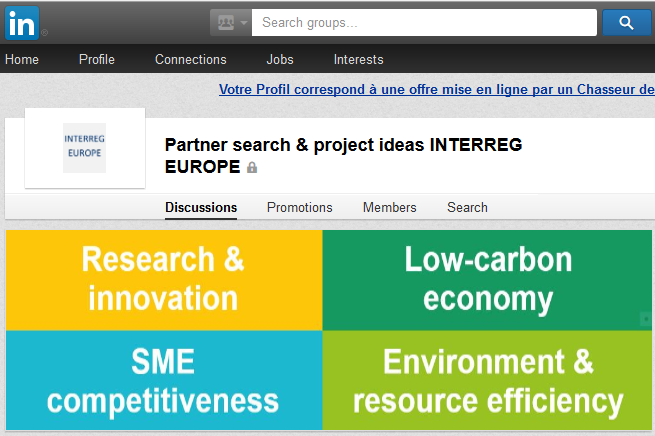 in
Search groups...
Home Profile Connections Jobs Interests
Votre Profil correspond à une offre mise en ligne par un Chasseur de
INTERREG
EUROPE
Partner search & project ideas INTERREG
EUROPE
Discussions Promotions Members Search
Research &
innovation
Low-carbon
economy
SME
competitiveness
Environment &
resource efficiency